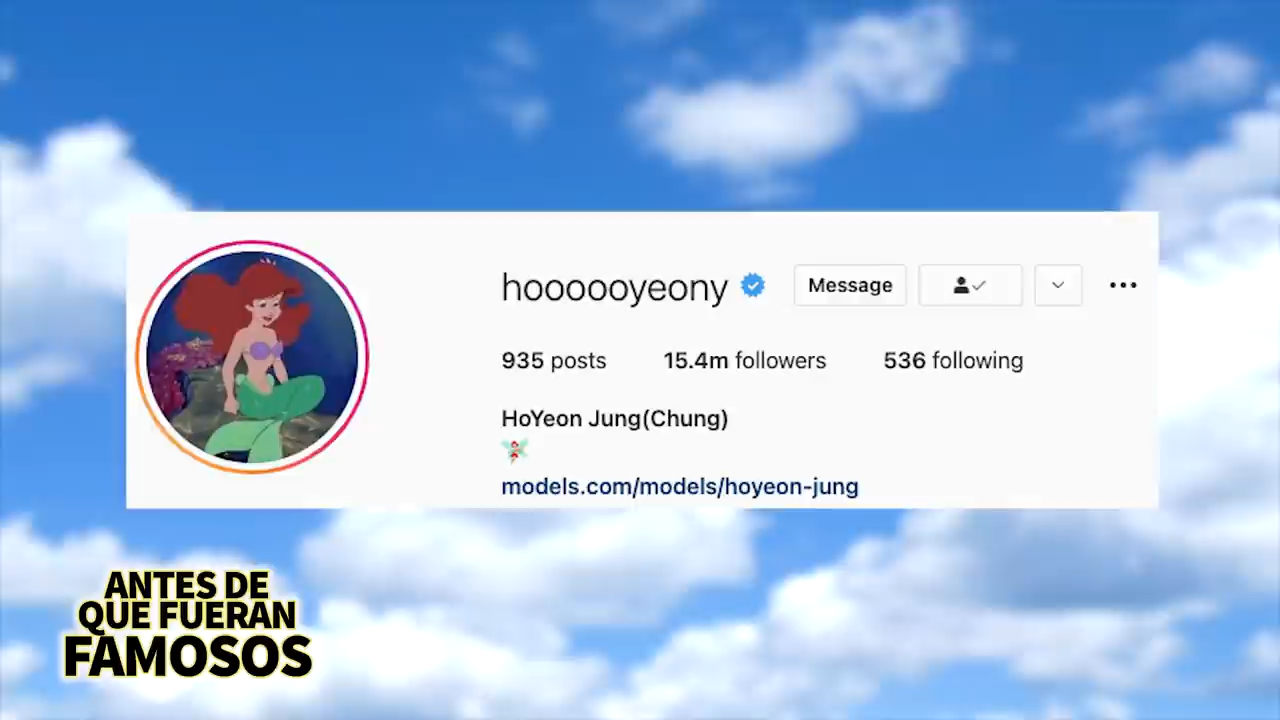 hoooooyeony
Message
935 posts 15.4m followers 536 following
HoYeon Jung(Chung)
models.com/models/hoyeon-jung
ANTES DE
QUE FUERAN
FAMOSOS